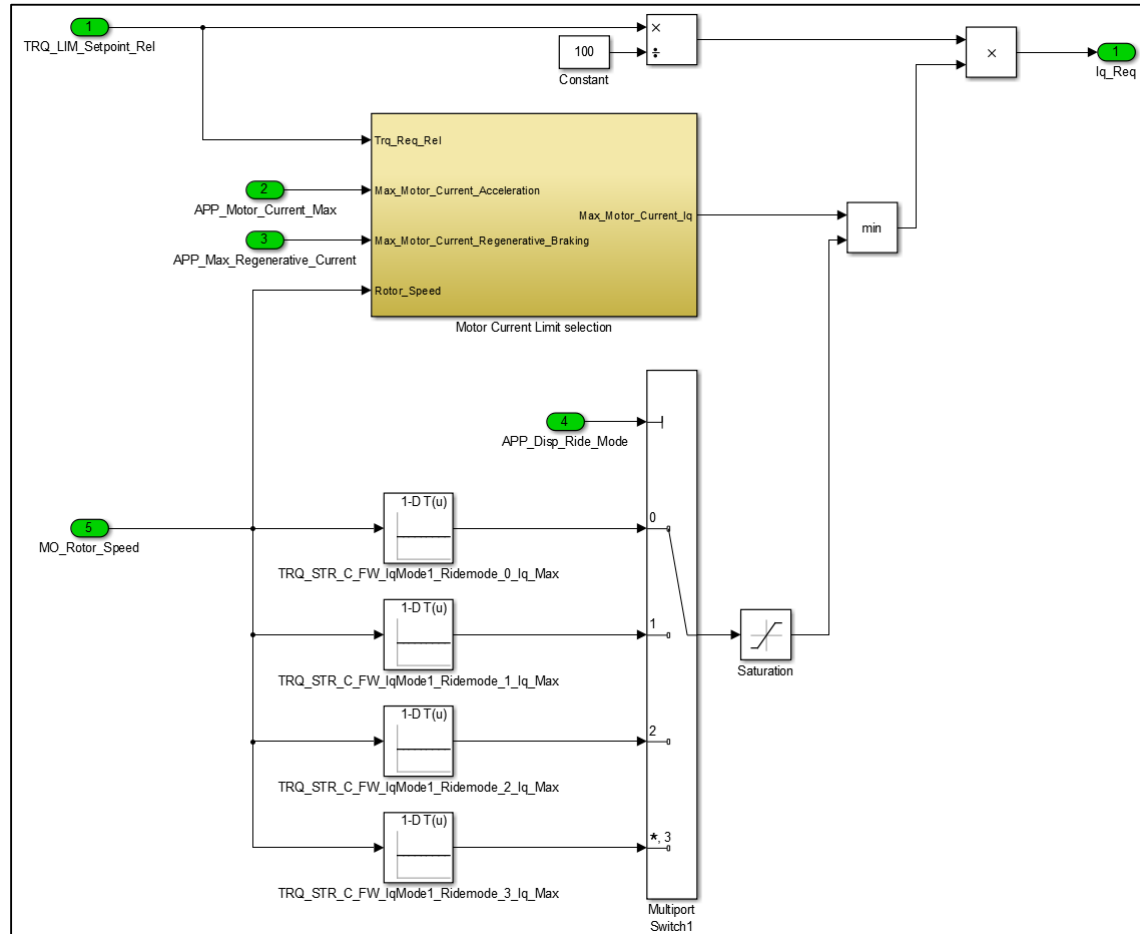 1
TRQ_LIM_Setpoint_Rel
×
÷
100
Constant
×
1
Iq_Req
Trq_Req_Rel
2
APP_Motor_Current_Max
Max_Motor_Current_Acceleration
Max_Motor_Current_Iq
min
3
APP_Max_Regenerative_Current
Max_Motor_Current_Regenerative_Braking
Rotor_Speed
Motor Current Limit selection
4
APP_Disp_Ride_Mode
5
MO_Rotor_Speed
1-D T(u)
TRQ_STR_C_FW_IqMode1_Ridemode_0_Iq_Max
0
1-D T(u)
TRQ_STR_C_FW_IqMode1_Ridemode_1_Iq_Max
1
Saturation
1-D T(u)
TRQ_STR_C_FW_IqMode1_Ridemode_2_Iq_Max
2
1-D T(u)
TRQ_STR_C_FW_IqMode1_Ridemode_3_Iq_Max
*, 3
Multiport
Switch1